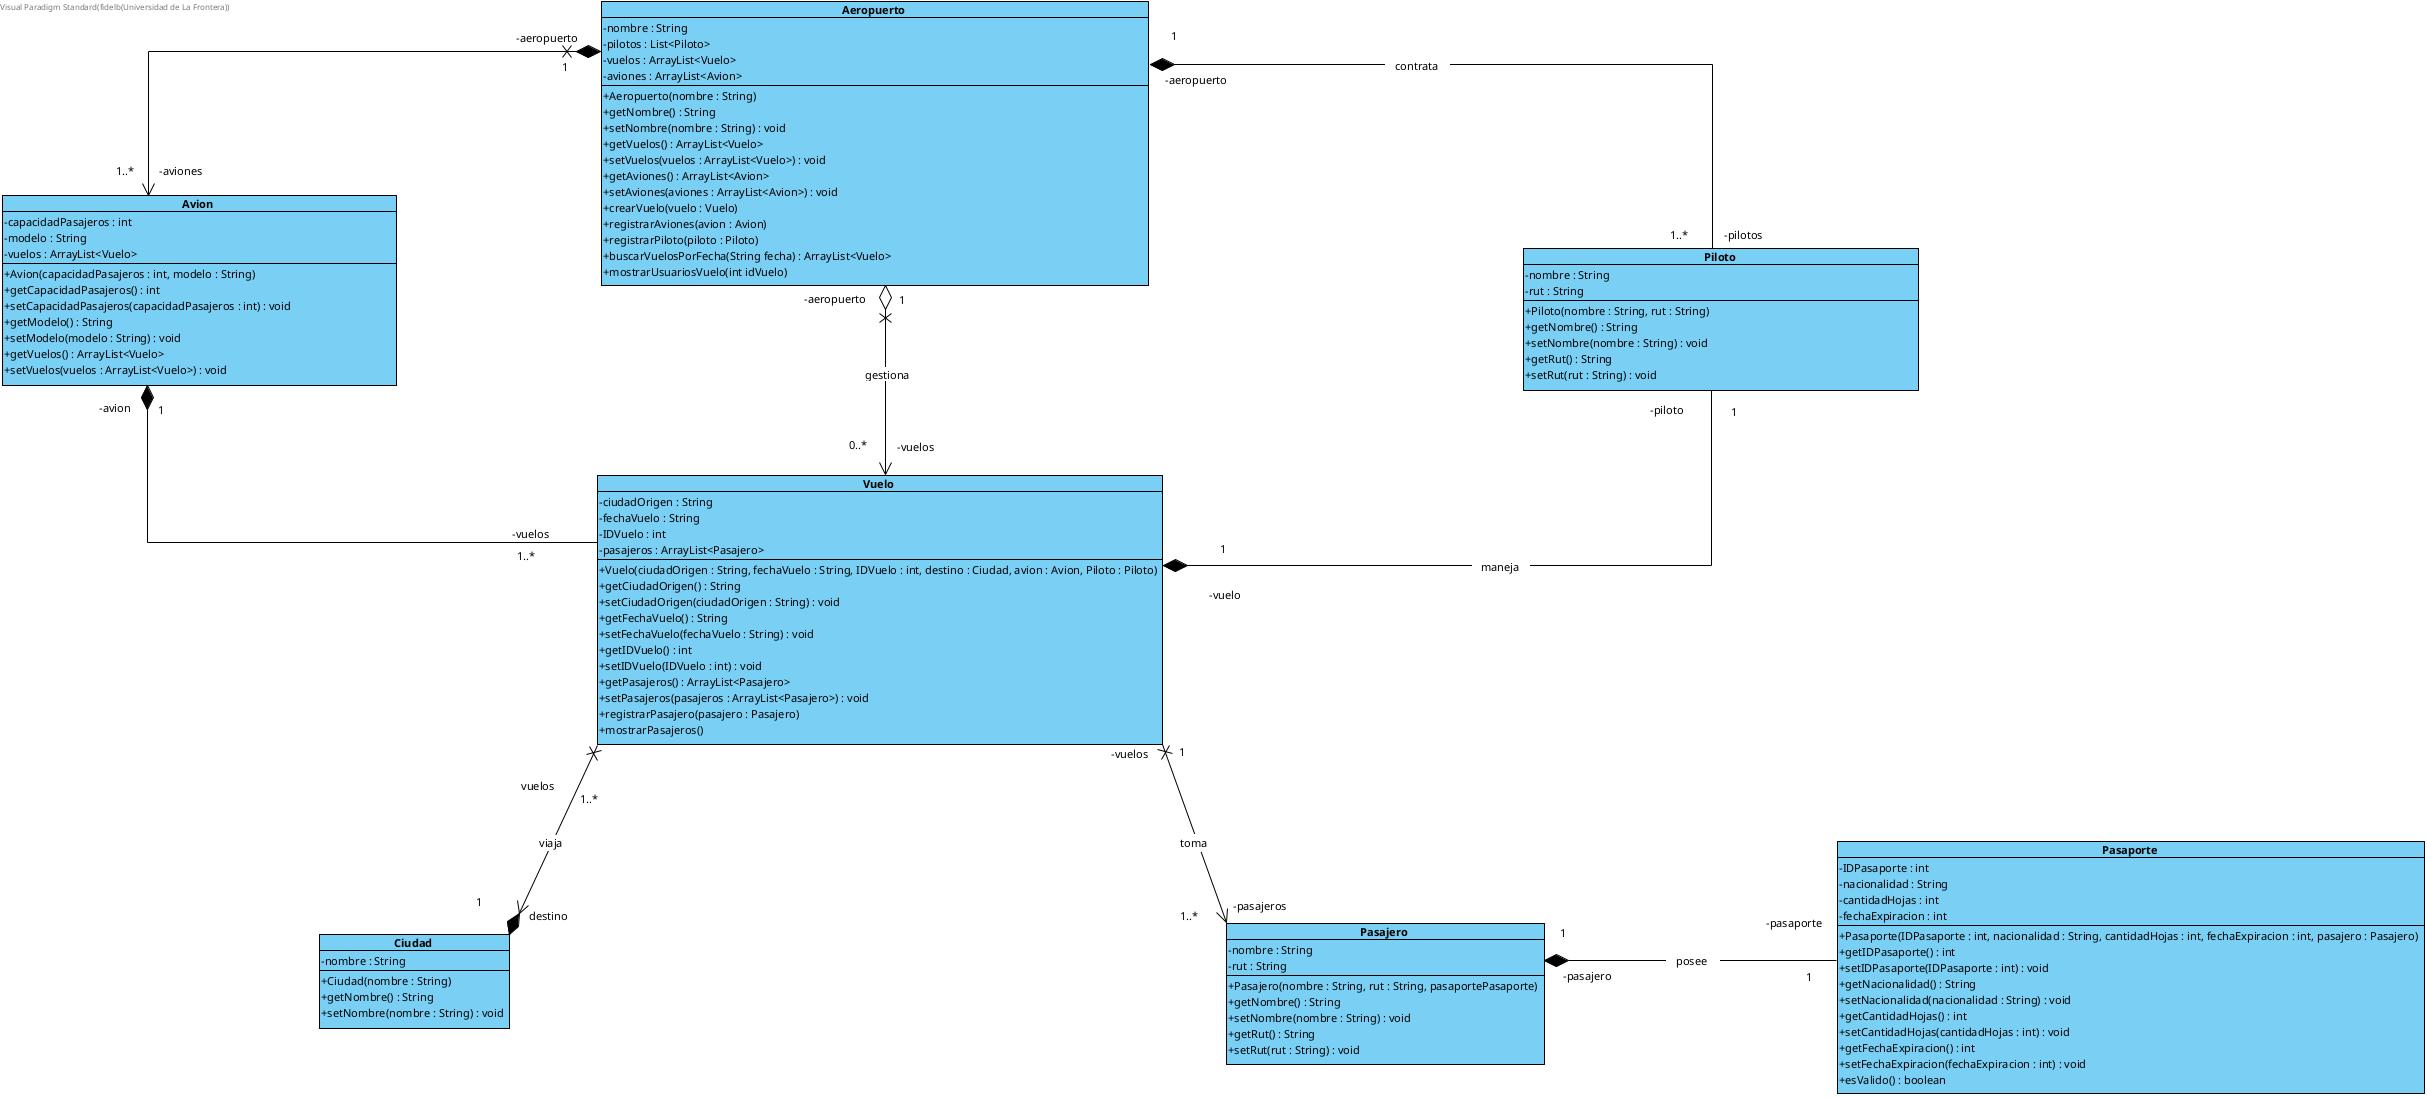 Visual Paradigm Standard(fidelb(Universidad de La Frontera))
Aeropuerto
-nombre : String
-pilotos : List<Piloto>
-vuelos : ArrayList<Vuelo>
-aviones : ArrayList<Avion>
+Aeropuerto(nombre : String)
+getNombre() : String
+setNombre(nombre : String) : void
+getVuelos() : ArrayList<Vuelo>
+setVuelos(vuelos : ArrayList<Vuelo>) : void
+getAviones() : ArrayList<Avion>
+setAviones(aviones : ArrayList<Avion>) : void
+crearVuelo(vuelo : Vuelo)
+registrarAviones(avion : Avion)
+registrarPiloto(piloto : Piloto)
+buscarVuelosPorFecha(String fecha) : ArrayList<Vuelo>
+mostrarUsuariosVuelo(int idVuelo)
-aeropuerto
1
1..*
-aviones
1
-aeropuerto
contrata
1..*
-pilotos
Avion
-capacidadPasajeros : int
-modelo : String
-vuelos : ArrayList<Vuelo>
+Avion(capacidadPasajeros : int, modelo : String)
+getCapacidadPasajeros() : int
+setCapacidadPasajeros(capacidadPasajeros : int) : void
+getModelo() : String
+setModelo(modelo : String) : void
+getVuelos() : ArrayList<Vuelo>
+setVuelos(vuelos : ArrayList<Vuelo>) : void
Piloto
-nombre : String
-rut : String
+Piloto(nombre : String, rut : String)
+getNombre() : String
+setNombre(nombre : String) : void
+getRut() : String
+setRut(rut : String) : void
-aeropuerto
1
gestiona
0..*
-vuelos
-avion
1
-vuelos
1..*
-piloto
1
1
maneja
-vuelo
Vuelo
-ciudadOrigen : String
-fechaVuelo : String
-IDVuelo : int
-pasajeros : ArrayList<Pasajero>
+Vuelo(ciudadOrigen : String, fechaVuelo : String, IDVuelo : int, destino : Ciudad, avion : Avion, Piloto : Piloto)
+getCiudadOrigen() : String
+setCiudadOrigen(ciudadOrigen : String) : void
+getFechaVuelo() : String
+setFechaVuelo(fechaVuelo : String) : void
+getIDVuelo() : int
+setIDVuelo(IDVuelo : int) : void
+getPasajeros() : ArrayList<Pasajero>
+setPasajeros(pasajeros : ArrayList<Pasajero>) : void
+registrarPasajero(pasajero : Pasajero)
+mostrarPasajeros()
vuelos
1..*
viaja
1
destino
-vuelos
1
toma
1..*
-pasajeros
Ciudad
-nombre : String
+Ciudad(nombre : String)
+getNombre() : String
+setNombre(nombre : String) : void
Pasajero
-nombre : String
-rut : String
+Pasajero(nombre : String, rut : String, pasaportePasaporte)
+getNombre() : String
+setNombre(nombre : String) : void
+getRut() : String
+setRut(rut : String) : void
1
-pasajero
posee
-pasaporte
1
Pasaporte
-IDPasaporte : int
-nacionalidad : String
-cantidadHojas : int
-fechaExpiracion : int
+Pasaporte(IDPasaporte : int, nacionalidad : String, cantidadHojas : int, fechaExpiracion : int, pasajero : Pasajero)
+getIDPasaporte() : int
+setIDPasaporte(IDPasaporte : int) : void
+getNacionalidad() : String
+setNacionalidad(nacionalidad : String) : void
+getCantidadHojas() : int
+setCantidadHojas(cantidadHojas : int) : void
+getFechaExpiracion() : int
+setFechaExpiracion(fechaExpiracion : int) : void
+esValido() : boolean